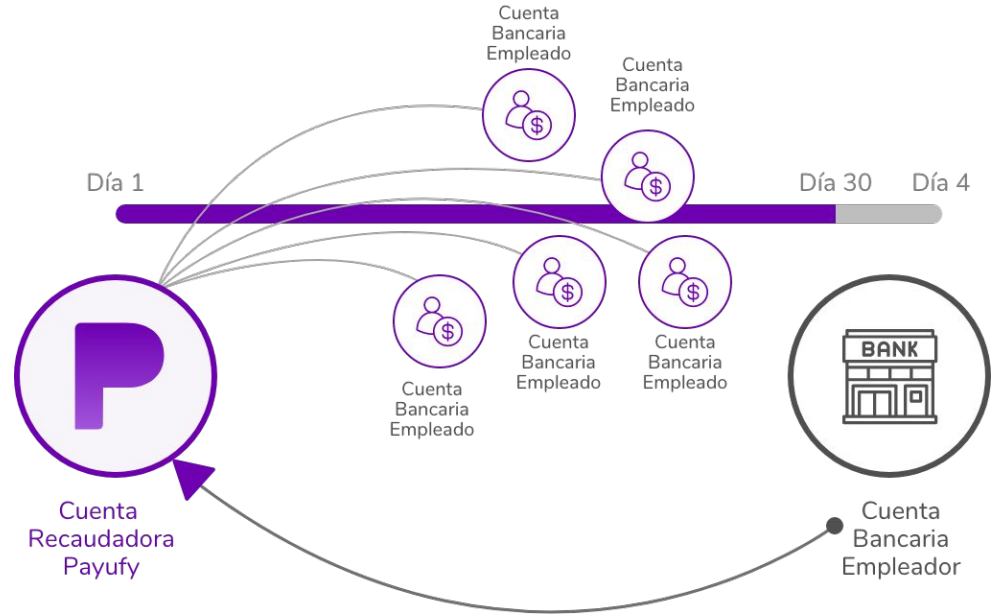 Cuenta
Bancaria
Empleado
Cuenta
Bancaria
Empleado
Día 1
Día 30
Día 4
$
$
$
$
$
Cuenta
Bancaria
Empleado
Cuenta
Bancaria
Empleado
Cuenta
Bancaria
Empleado
P
BANK
Cuenta
Recaudadora
Payufy
Cuenta
Bancaria
Empleador